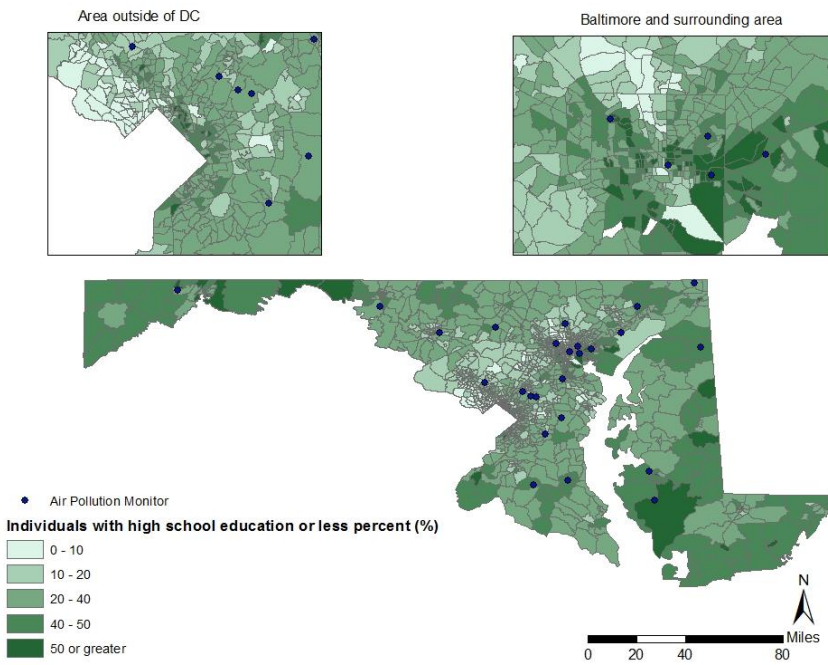 Area outside of DC
Baltimore and surrounding area
Air Pollution Monitor
Individuals with high school education or less percent (%)
0 - 10
10 - 20
20 - 40
40 - 50
50 or greater
N
Miles
0 20 40 80